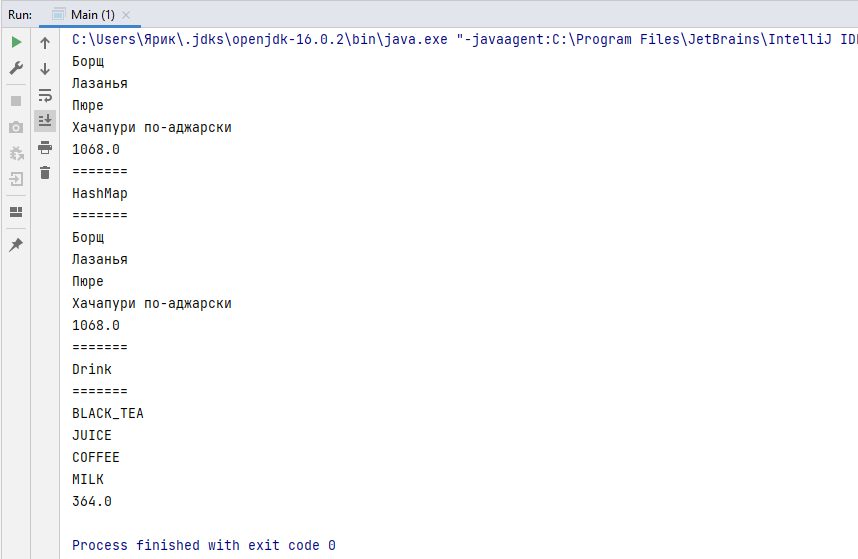 Run: Main (1)
C:\Users\Ярик\.jdks\openjdk-16.0.2\bin\java.exe "-javaagent:C:\Program Files\JetBrains\IntelliJ
Борщ
Лазанья
Пюре
Хачапури по-аджарски
1068.0
=======
HashMap
=======
Борщ
Лазанья
Пюре
Хачапури по-аджарски
1068.0
=======
Drink
=======
BLACK_TEA
JUICE
COFFEE
MILK
364.0
Process finished with exit code 0